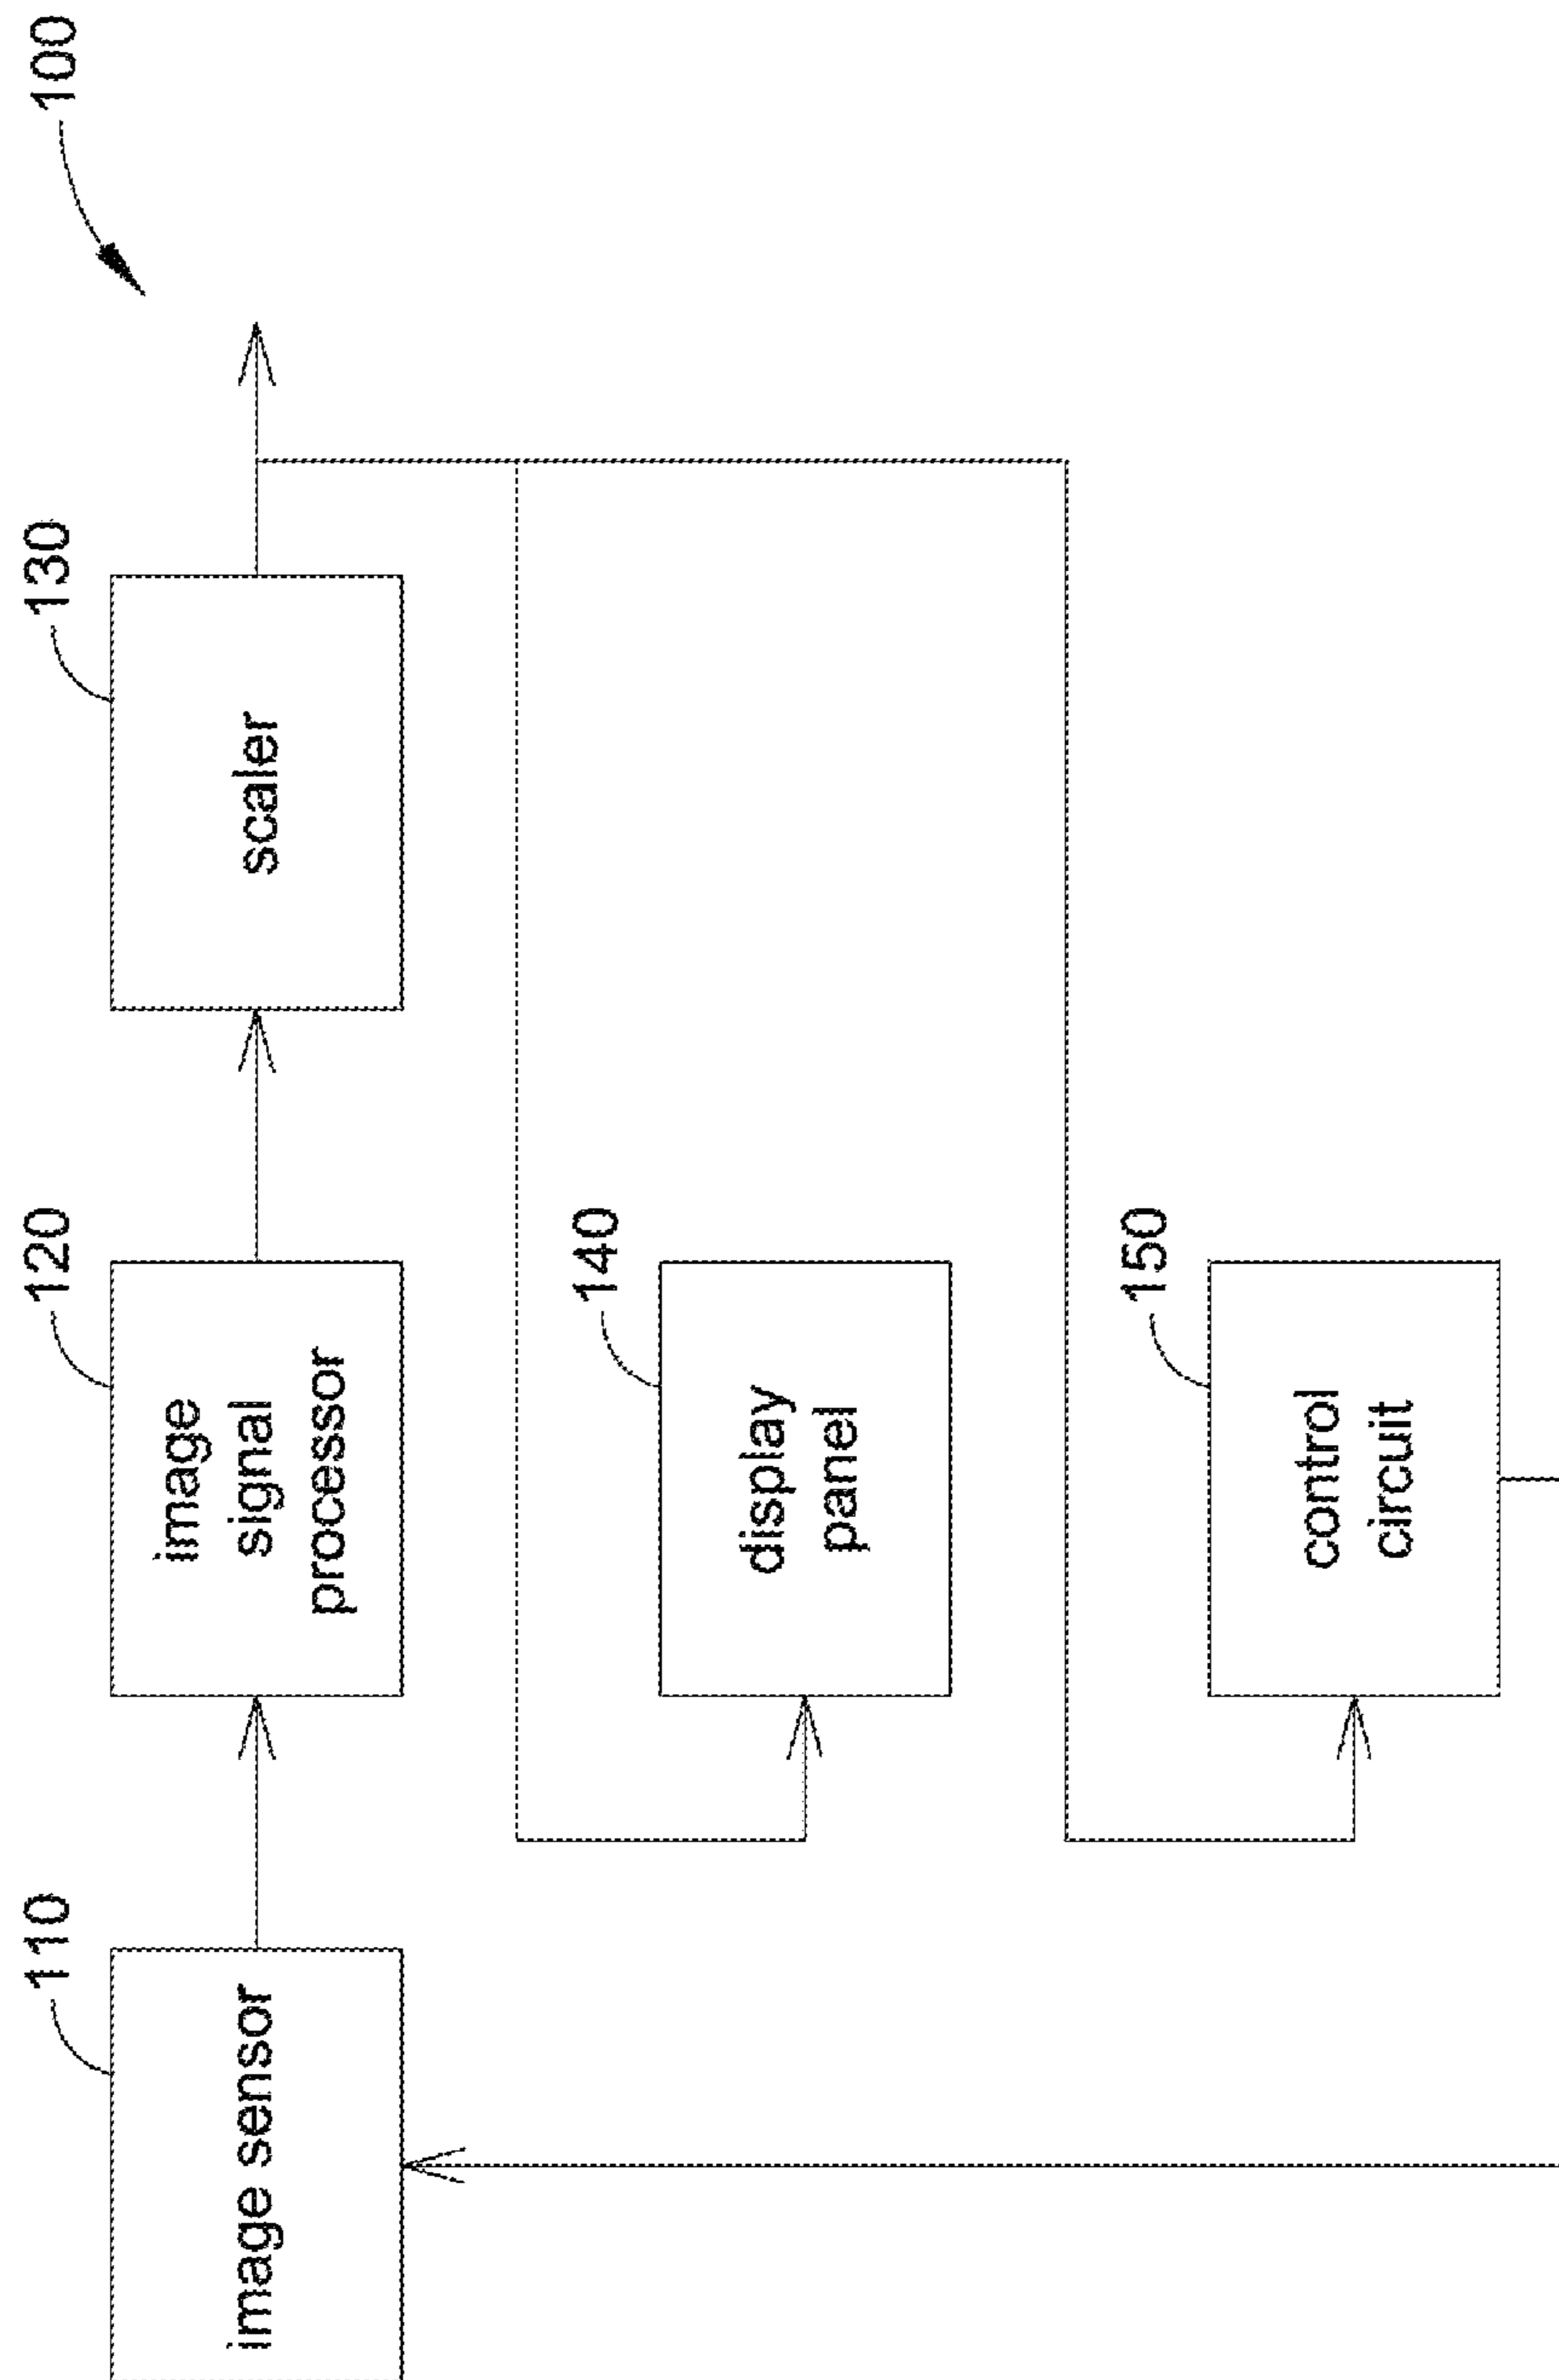 100
110
image sensor
120
image
signal
processor
130
scaler
140
display
panel
150
control
circuit